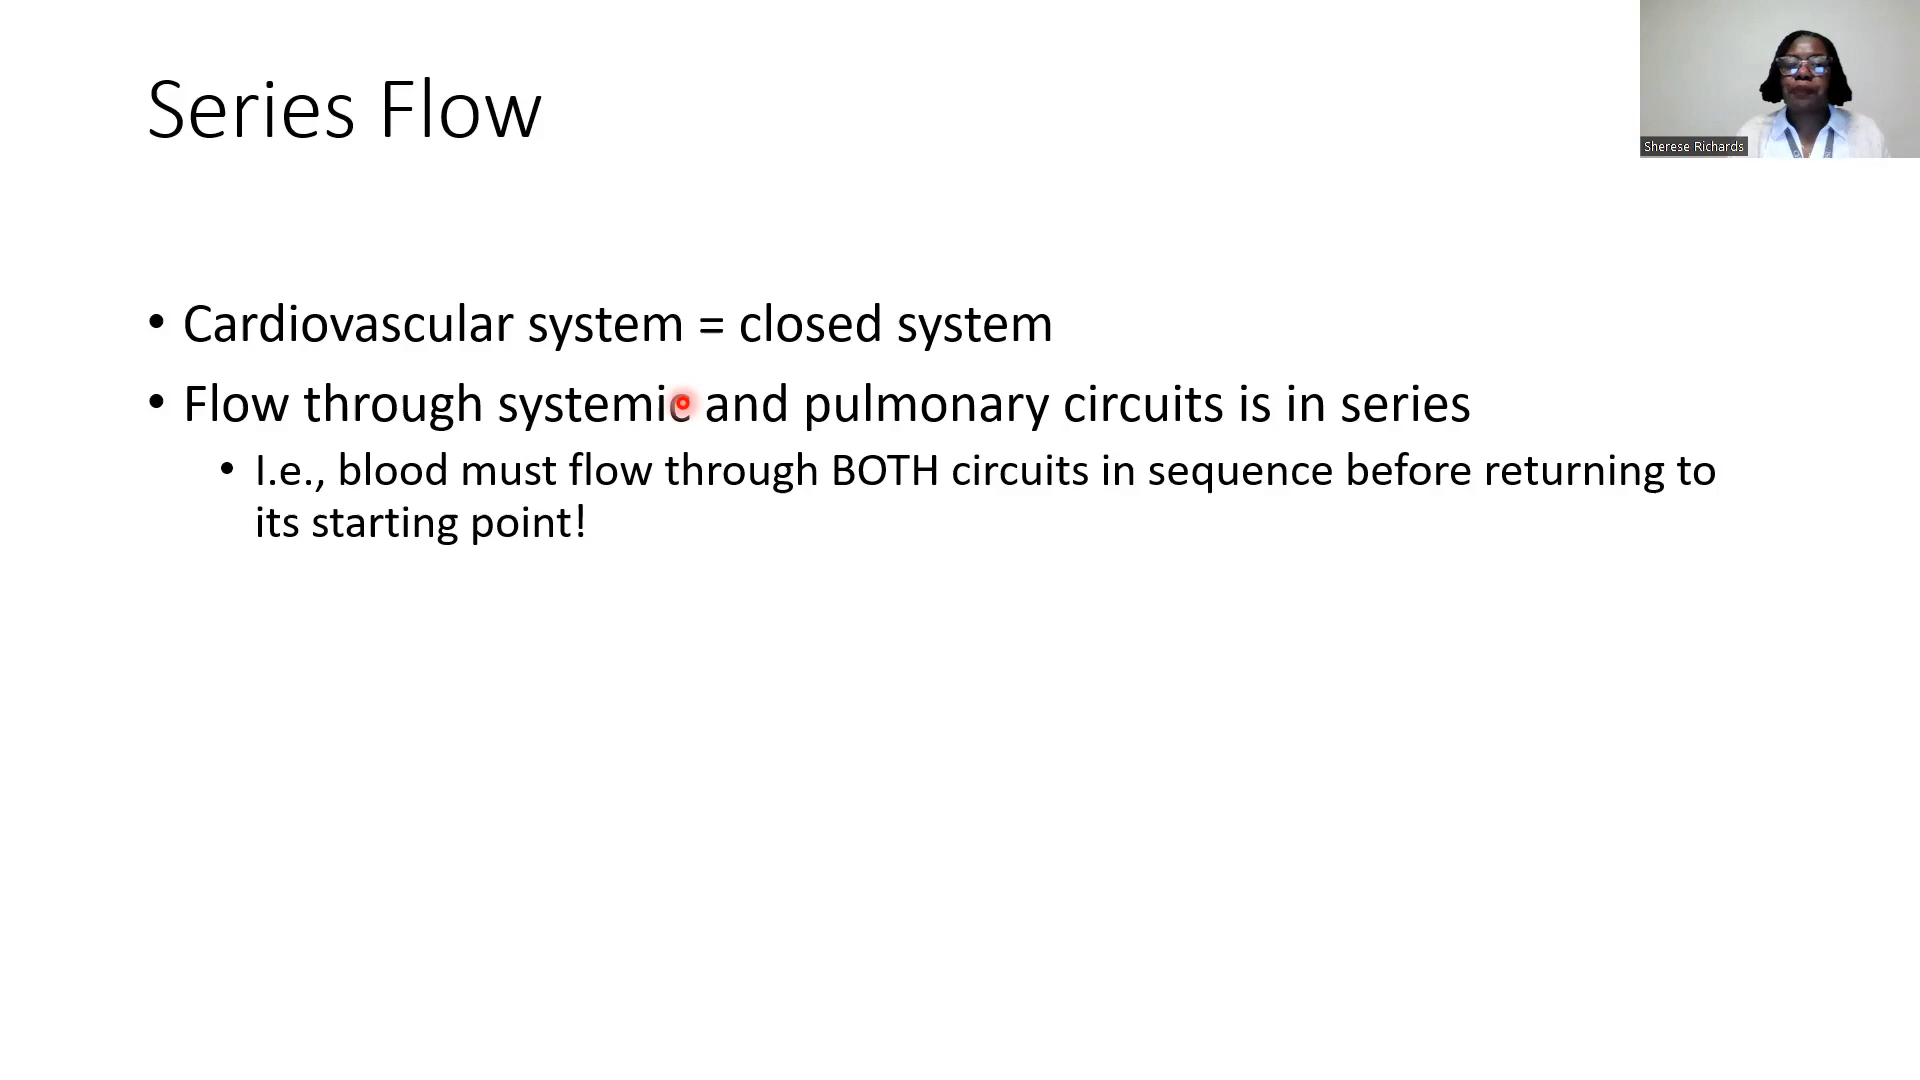 Series Flow
Sherese Richards
• Cardiovascular system = closed system
• Flow through systemic and pulmonary circuits is in series
• I.e., blood must flow through BOTH circuits in sequence before returning to
its starting point!